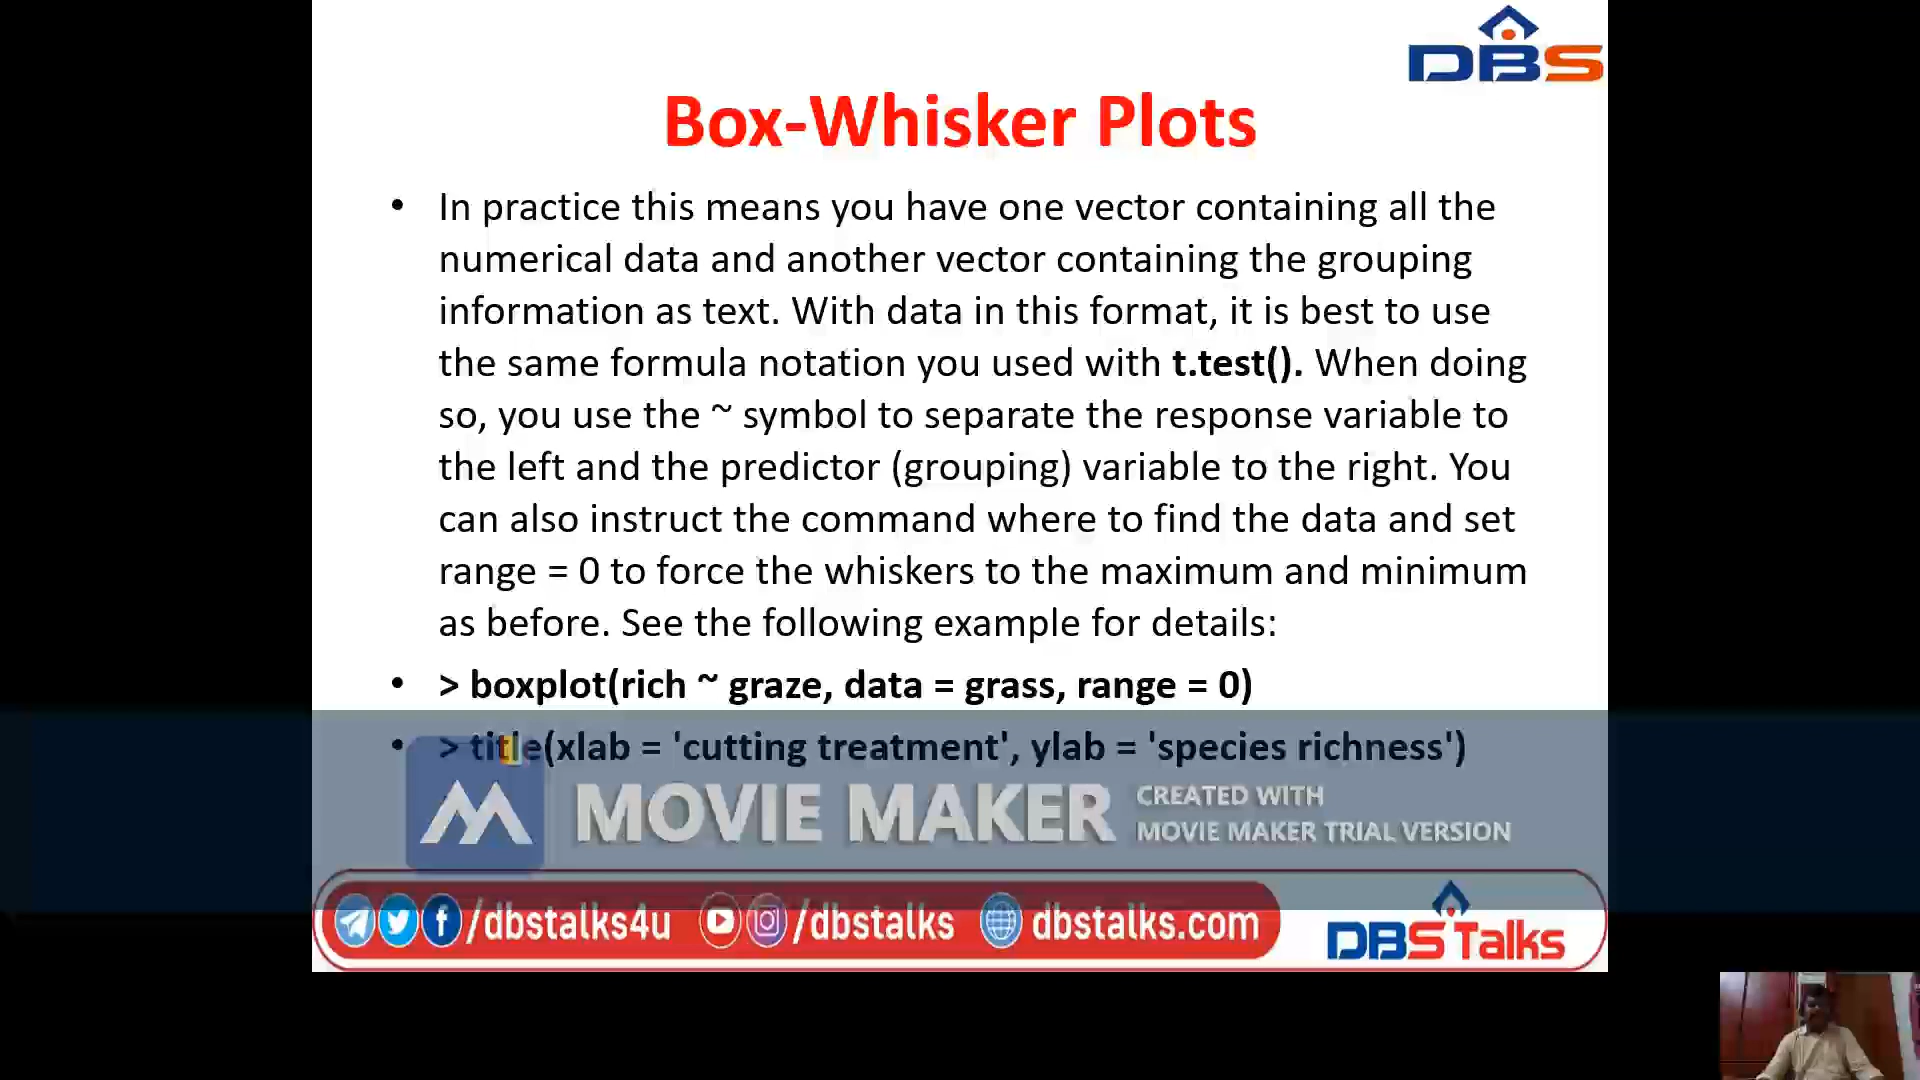 DBS
Box-Whisker Plots
• In practice this means you have one vector containing all the
numerical data and another vector containing the grouping
information as text. With data in this format, it is best to use
the same formula notation you used with t.test(). When doing
so, you use the ~ symbol to separate the response variable to
the left and the predictor (grouping) variable to the right. You
can also instruct the command where to find the data and set
range = 0 to force the whiskers to the maximum and minimum
as before. See the following example for details:
• > boxplot(rich ~ graze, data = grass, range = 0)
• > title(xlab = 'cutting treatment', ylab = 'species richness')
MOVIE MAKER
CREATED WITH
MOVIE MAKER TRIAL VERSION
/dbstalks4u /dbstalks dbstalks.com
DBS Talks